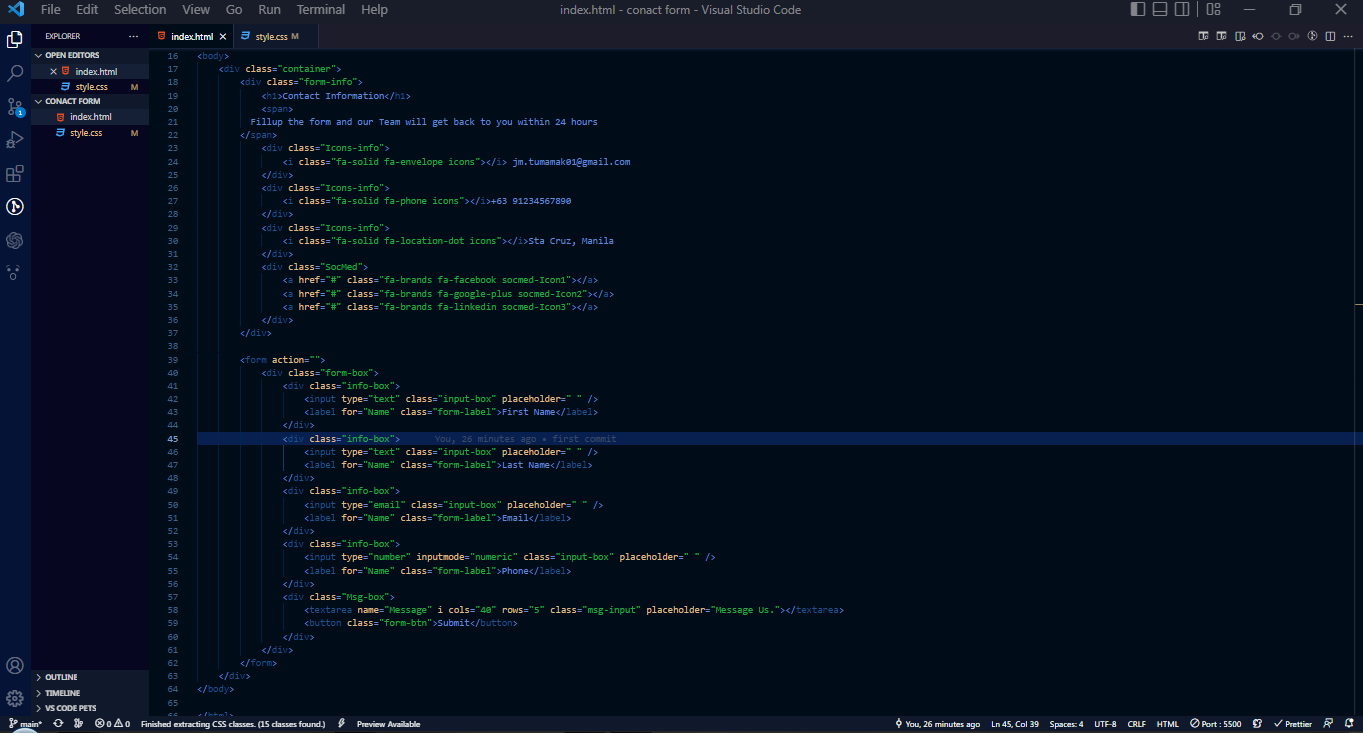 File Edit Selection View Go Run Terminal Help
index.html - conact form - Visual Studio Code
EXPLORER
OPEN EDITORS
index.html
style.css M
CONACT FORM
index.html
style.css M
1
OUTLINE
TIMELINE
VS CODE PETS
index.html
style.css M
16 <body>
17 <div class="container">
18 <div class="form-info">
19 <h1>Contact Information</h1>
20 <span>
21 Fillup the form and our Team will get back to you within 24 hours
22 </span>
23 <div class="Icons-info">
24 <i class="fa-solid fa-envelope icons"></i> jm.tumamak01@gmail.com
25 </div>
26 <div class="Icons-info">
27 <i class="fa-solid fa-phone icons"></i>+63 91234567890
28 </div>
29 <div class="Icons-info">
30 <i class="fa-solid fa-location-dot icons"></i>Sta Cruz, Manila
31 </div>
32 <div class="SocMed">
33 <a href="#" class="fa-brands fa-facebook socmed-Icon1"></a>
34 <a href="#" class="fa-brands fa-google-plus socmed-Icon2"></a>
35 <a href="#" class="fa-brands fa-linkedin socmed-Icon3"></a>
36 </div>
37 </div>
38
39 <form action="">
40 <div class="form-box">
41 <div class="info-box">
42 <input type="text" class="input-box" placeholder=" " />
43 <label for="Name" class="form-label">First Name</label>
44 </div>
45 <div class="info-box"> You, 26 minutes ago • first commit
46 <input type="text" class="input-box" placeholder=" " />
47 <label for="Name" class="form-label">Last Name</label>
48 </div>
49 <div class="info-box">
50 <input type="email" class="input-box" placeholder=" " />
51 <label for="Name" class="form-label">Email</label>
52 </div>
53 <div class="info-box">
54 <input type="number" inputmode="numeric" class="input-box" placeholder=" " />
55 <label for="Name" class="form-label">Phone</label>
56 </div>
57 <div class="Msg-box">
58 <textarea name="Message" i cols="40" rows="5" class="msg-input" placeholder="Message Us."></textarea>
59 <button class="form-btn">Submit</button>
60 </div>
61 </div>
62 </form>
63 </div>
64 </body>
65
66 </html>
main* 0 0 Finished extracting CSS classes. (15 classes found.) Preview Available You, 26 minutes ago Ln 45, Col 39 Spaces: 4 UTF-8 CRLF HTML Port : 5500 Prettier